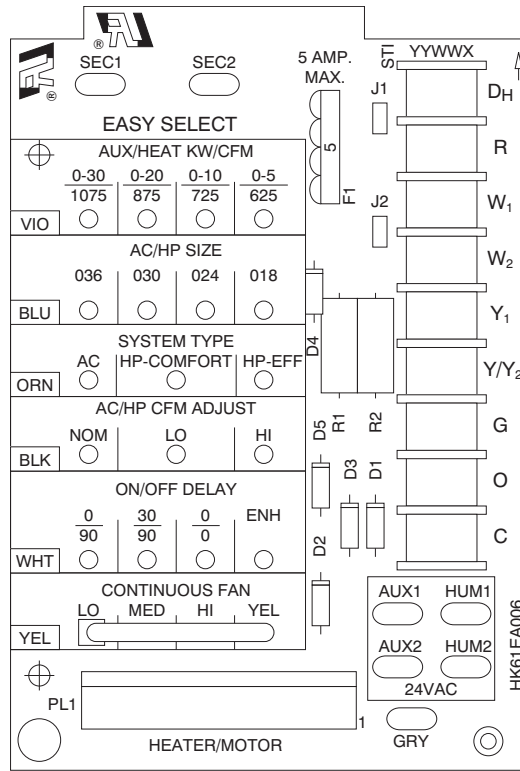 SEC1 SEC2
5 AMP.
MAX.
STI
YYWWX
EASY SELECT
AUX/HEAT KW/CFM
0-30 0-20 0-10 0-5
1075 875 725 625
VIO
AC/HP SIZE
036 030 024 018
BLU
SYSTEM TYPE
AC HP-COMFORT HP-EFF
ORN
AC/HP CFM ADJUST
NOM LO HI
BLK
ON/OFF DELAY
0 30 0 ENH
90 90 0
WHT
CONTINUOUS FAN
LO MED HI YEL
YEL
5
F1
J1
J2
D4
R1 R2
D5
D3 D1
D2
DH
R
W1
W2
Y1
Y/Y2
G
O
C
AUX1 HUM1
AUX2 HUM2
24VAC
GRY
HK61EA006
PL1
1
HEATER/MOTOR